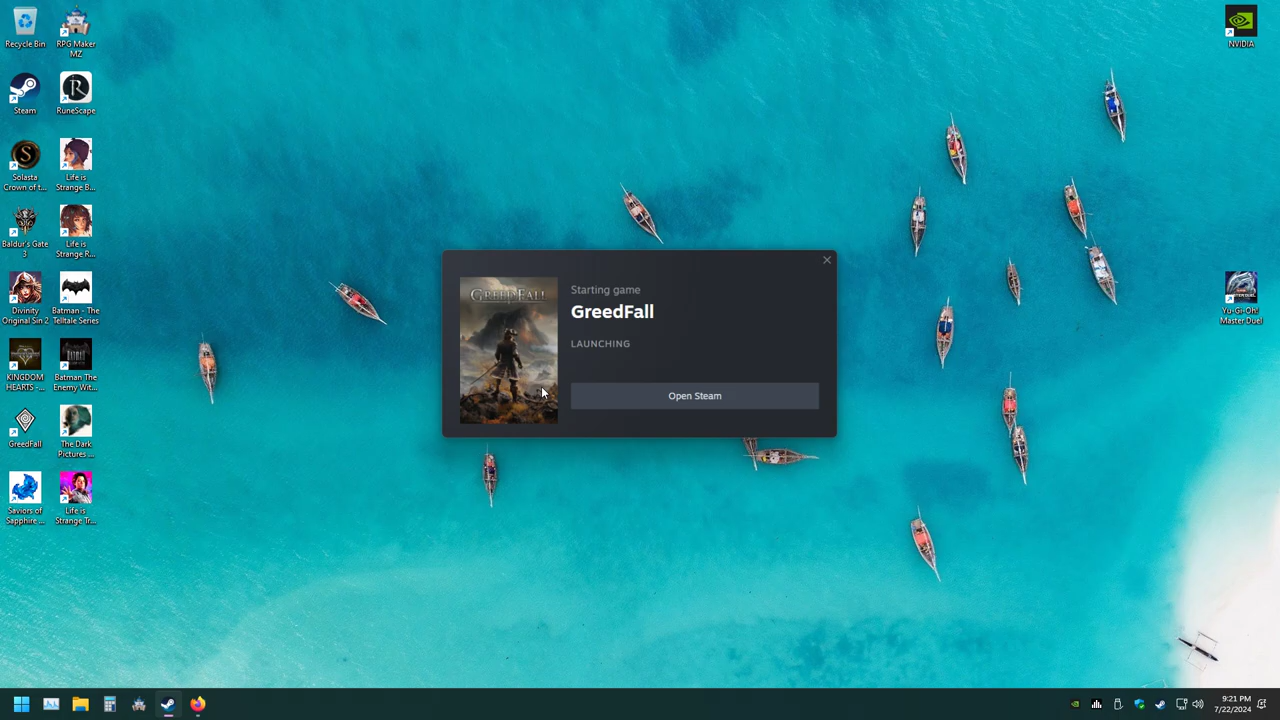 Recycle Bin
RPG Maker
MZ
NVIDIA
Steam
RuneScape
Solasta
Crown of t...
Life is
Strange B...
Baldur's Gate
3
Life is
Strange R...
Divinity
Original Sin 2
Batman - The
Telltale Series
Yu-Gi-Oh!
Master Duel
KINGDOM
HEARTS -...
Batman The
Enemy Wit...
GreedFall
The Dark
Pictures ...
Saviors of
Sapphire ...
Life is
Strange Tr...
GREEDFALL
Starting game
GreedFall
LAUNCHING
Open Steam
9:21 PM
7/22/2024